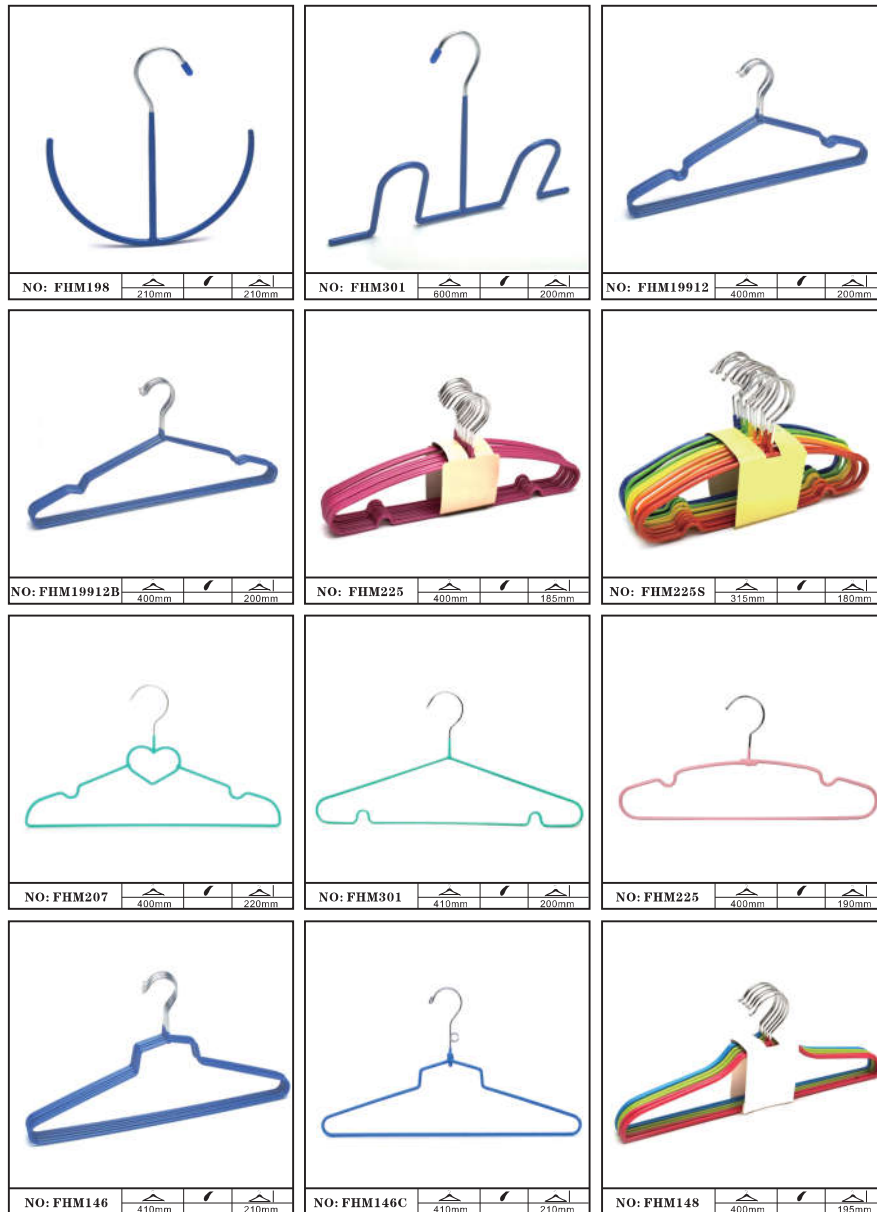 NO: FHM198 210mm 210mm
NO: FHM301 600mm 200mm
NO: FHM19912 400mm 200mm
NO: FHM19912B 400mm 200mm
NO: FHM225 400mm 185mm
NO: FHM225S 315mm 180mm
NO: FHM207 400mm 220mm
NO: FHM301 410mm 200mm
NO: FHM225 400mm 190mm
NO: FHM146 410mm 210mm
NO: FHM146C 410mm 210mm
NO: FHM148 400mm 195mm